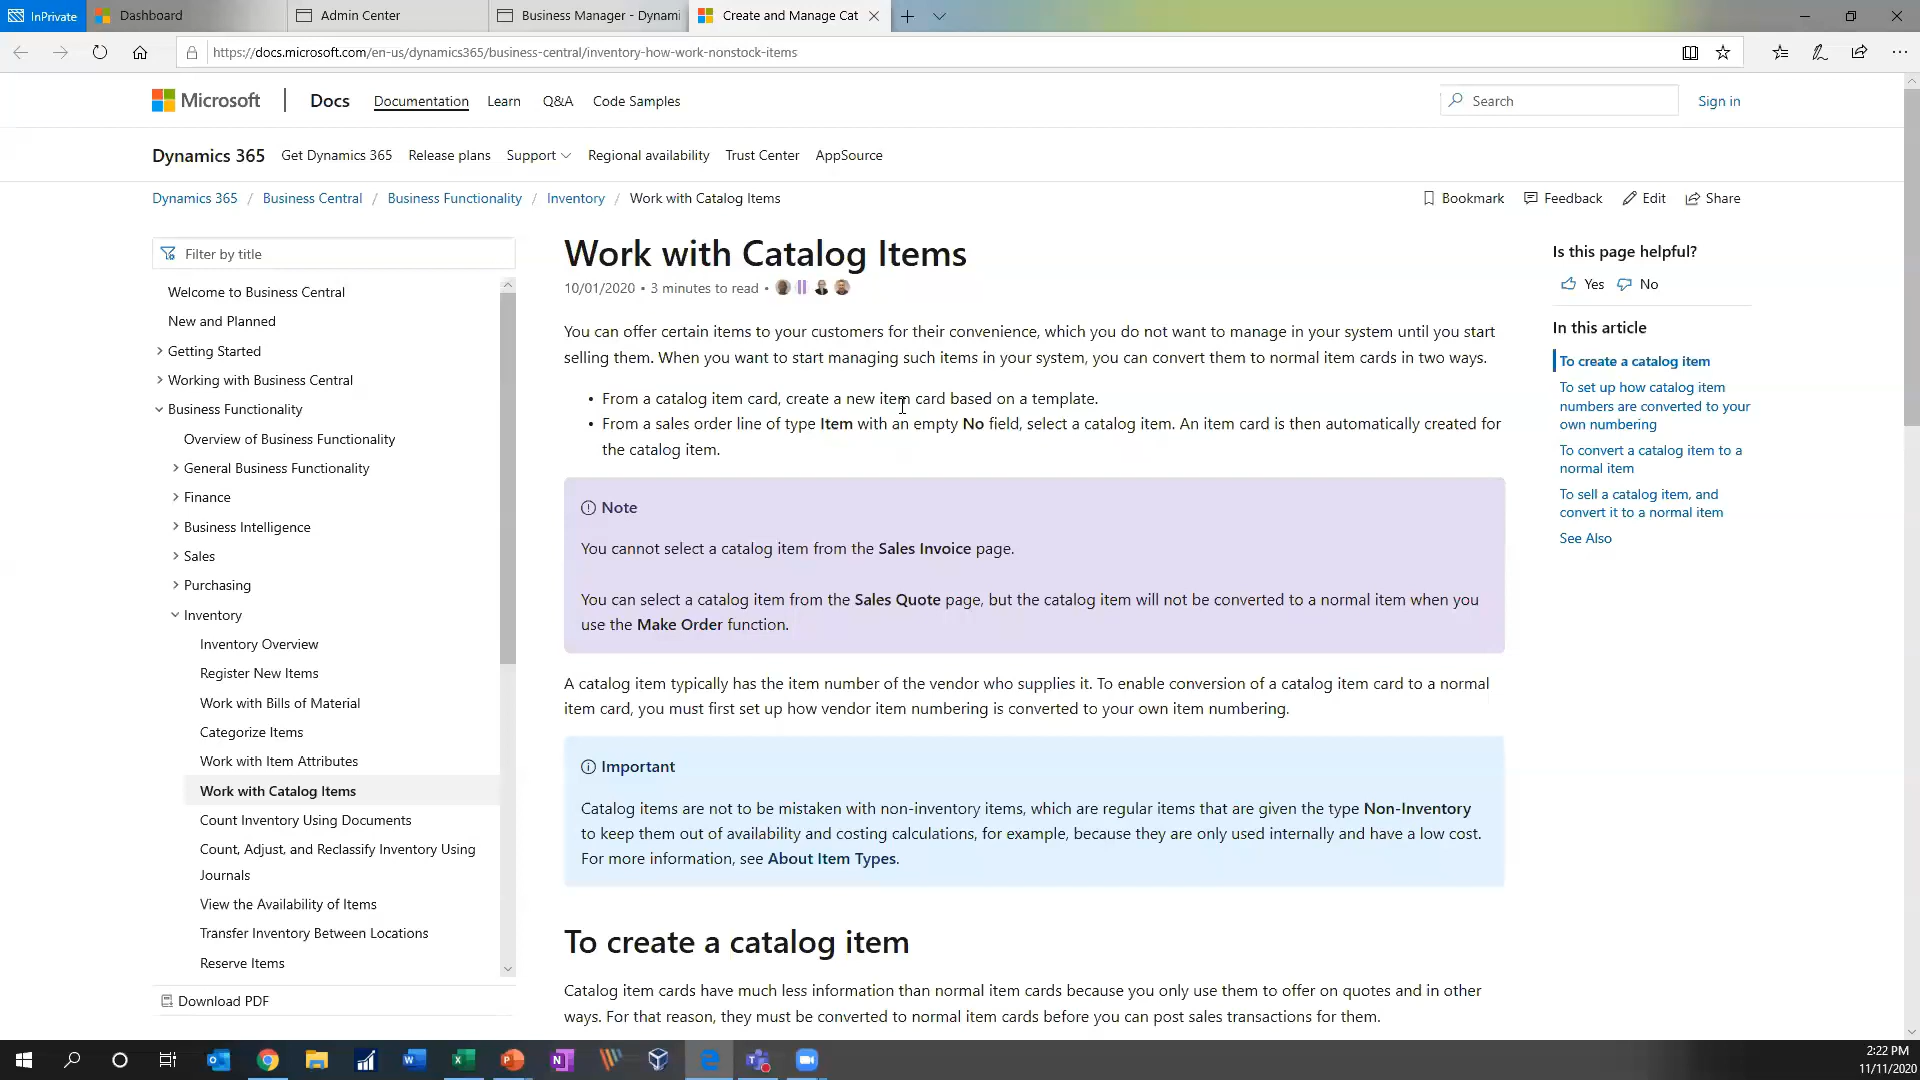 InPrivate
Dashboard
Admin Center
Business Manager - Dynami
Create and Manage Cat
https://docs.microsoft.com/en-us/dynamics365/business-central/inventory-how-work-nonstock-items
Microsoft
Docs
Documentation
Learn
Q&A
Code Samples
Search
Sign in
Dynamics 365
Get Dynamics 365
Release plans
Support
Regional availability
Trust Center
AppSource
Dynamics 365 / Business Central / Business Functionality / Inventory / Work with Catalog Items
Bookmark
Feedback
Edit
Share
Filter by title
Welcome to Business Central
New and Planned
Getting Started
Working with Business Central
Business Functionality
Overview of Business Functionality
General Business Functionality
Finance
Business Intelligence
Sales
Purchasing
Inventory
Inventory Overview
Register New Items
Work with Bills of Material
Categorize Items
Work with Item Attributes
Work with Catalog Items
Count Inventory Using Documents
Count, Adjust, and Reclassify Inventory Using
Journals
View the Availability of Items
Transfer Inventory Between Locations
Reserve Items
Download PDF
Work with Catalog Items
10/01/2020 • 3 minutes to read •
You can offer certain items to your customers for their convenience, which you do not want to manage in your system until you start
selling them. When you want to start managing such items in your system, you can convert them to normal item cards in two ways.
• From a catalog item card, create a new item card based on a template.
• From a sales order line of type Item with an empty No field, select a catalog item. An item card is then automatically created for
the catalog item.
Note
You cannot select a catalog item from the Sales Invoice page.
You can select a catalog item from the Sales Quote page, but the catalog item will not be converted to a normal item when you
use the Make Order function.
A catalog item typically has the item number of the vendor who supplies it. To enable conversion of a catalog item card to a normal
item card, you must first set up how vendor item numbering is converted to your own item numbering.
Important
Catalog items are not to be mistaken with non-inventory items, which are regular items that are given the type Non-Inventory
to keep them out of availability and costing calculations, for example, because they are only used internally and have a low cost.
For more information, see About Item Types.
To create a catalog item
Catalog item cards have much less information than normal item cards because you only use them to offer on quotes and in other
ways. For that reason, they must be converted to normal item cards before you can post sales transactions for them.
Is this page helpful?
Yes
No
In this article
To create a catalog item
To set up how catalog item
numbers are converted to your
own numbering
To convert a catalog item to a
normal item
To sell a catalog item, and
convert it to a normal item
See Also
2:22 PM
11/11/2020